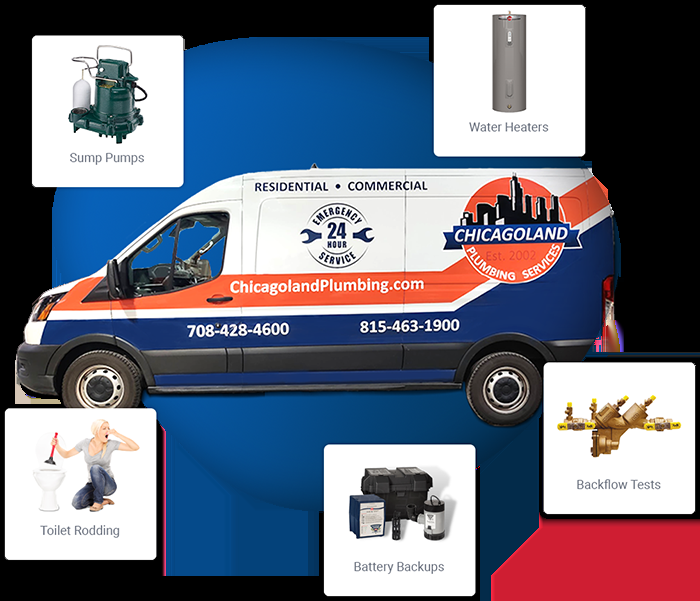 Sump Pumps
Water Heaters
RESIDENTIAL • COMMERCIAL
EMERGENCY
24
HOUR
SERVICE
CHICAGOLAND
Est. 2002
PLUMBING SERVICES
ChicagolandPlumbing.com
708-428-4600
815-463-1900
Toilet Rodding
Battery Backups
Backflow Tests